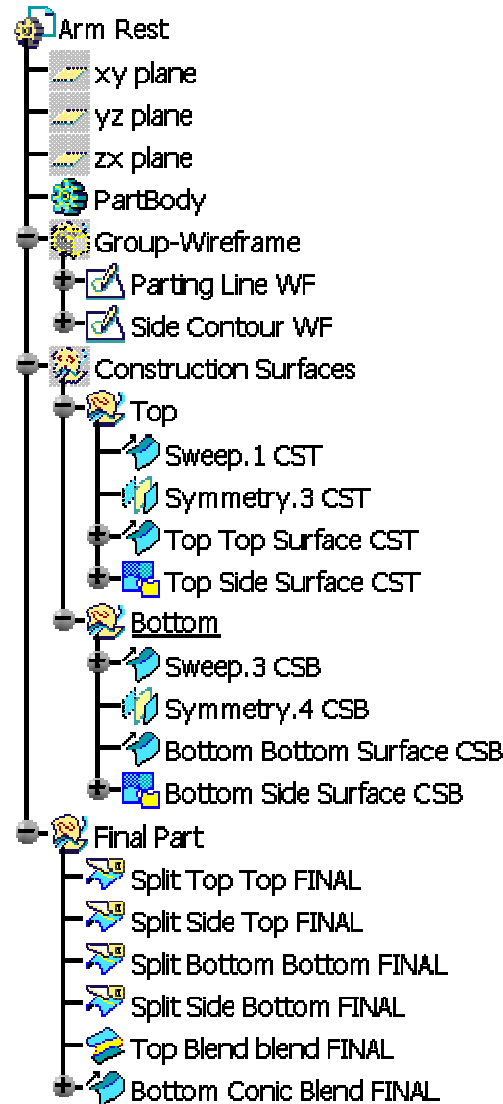 Arm Rest
xy plane
yz plane
zx plane
PartBody
Group-Wireframe
Parting Line WF
Side Contour WF
Construction Surfaces
Top
Sweep.1 CST
Symmetry.3 CST
Top Top Surface CST
Top Side Surface CST
Bottom
Sweep.3 CSB
Symmetry.4 CSB
Bottom Bottom Surface CSB
Bottom Side Surface CSB
Final Part
Split Top Top FINAL
Split Side Top FINAL
Split Bottom Bottom FINAL
Split Side Bottom FINAL
Top Blend blend FINAL
Bottom Conic Blend FINAL